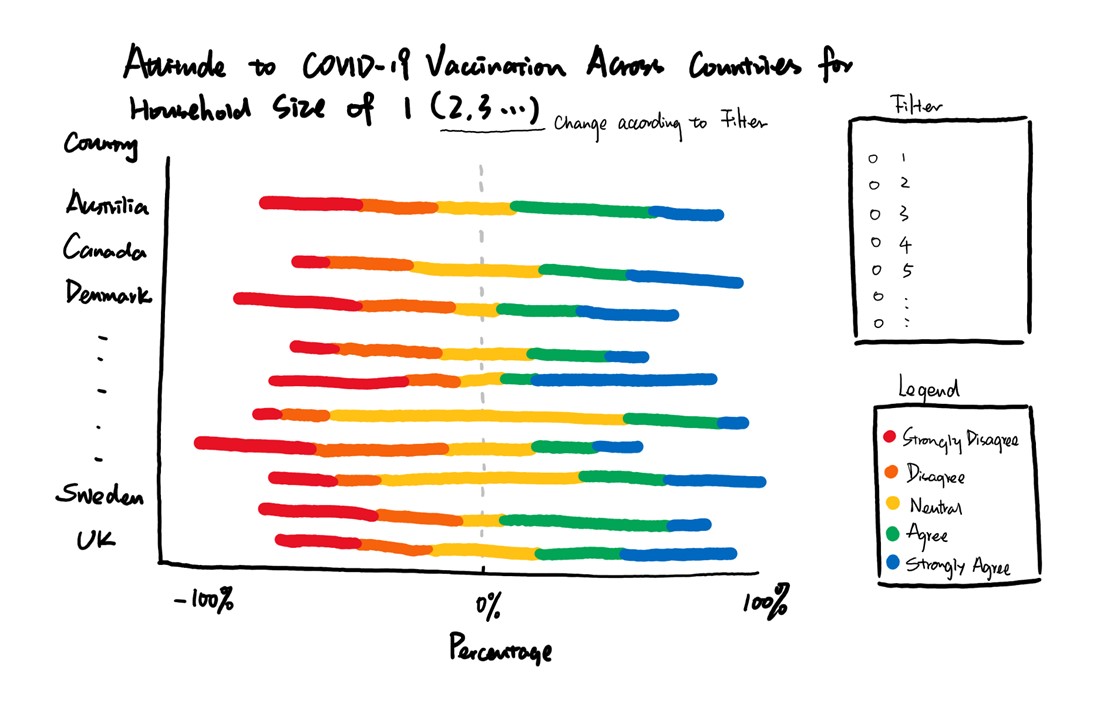 Attitude to COVID-19 Vaccination Across Countries for
Household Size of 1 (2,3...)
Change according to Filter
Country
Austrilia
Canada
Denmark
Sweden
UK
-100%
0%
100%
Percentage
Filter
1
2
3
4
5
:
:
Legend
Strongly Disagree
Disagree
Neutral
Agree
Strongly Agree